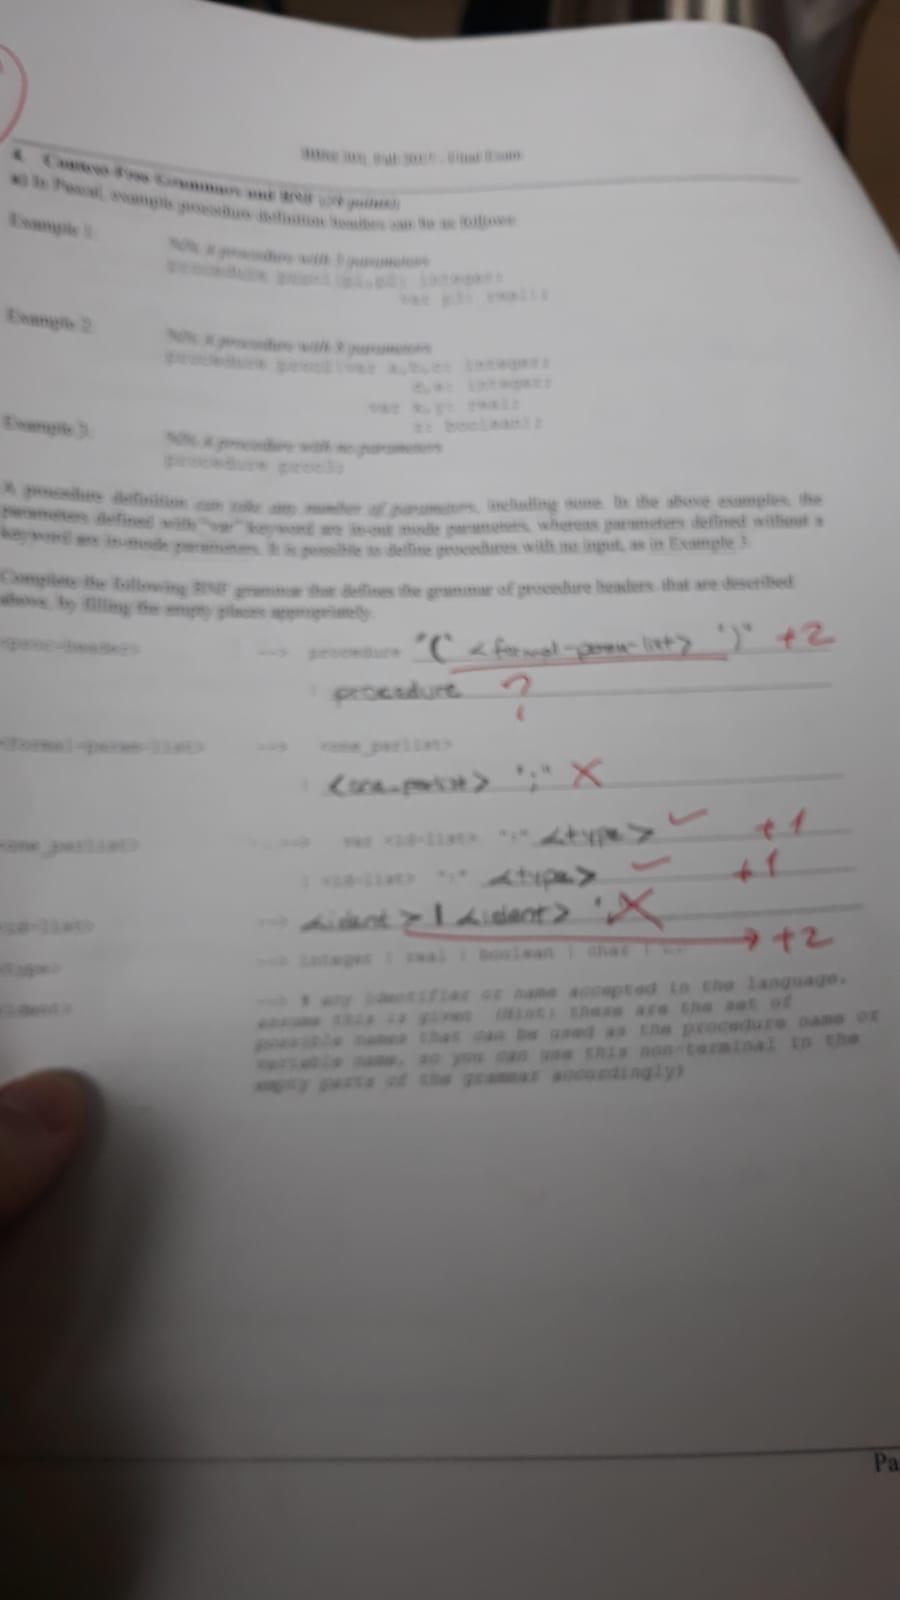 Fall 2017 - Final Exam
4. Context-Free Grammars and BNF (20 points)
a) In Pascal, example procedure definition headers can be as follows:
Example 1:
%% a procedure with 3 parameters
procedure proc1(p1,p2: integer;
var p3: real);
Example 2:
%% a procedure with 8 parameters
procedure proc2(var a,b,c: integer;
d,e: integer;
var x,y: real;
z: boolean);
Example 3:
%% a procedure with no parameters
procedure proc3;
A procedure definition can take any number of parameters, including none. In the above examples, the
parameters defined with "var" keyword are in-out mode parameters, whereas parameters defined without a
keyword are in-mode parameters. It is possible to define procedures with no input, as in Example 3.
Complete the following BNF grammar that defines the grammar of procedure headers that are described
above, by filling the empty places appropriately.
<proc-header> --> procedure "(" <formal-param-list> ")" +2
| procedure ?
<formal-param-list> --> <one_parlist>
| <one_parlist> ";" X
<one_parlist> --> var <id-list> ":" <type> ✓ +1
| <id-list> ":" <type> ✓ +1
<id-list> --> <ident> | <ident> X +2
<type> --> integer | real | boolean | char |
<ident> --> % any identifier or name accepted in the language,
assume this is given (Hint: these are the set of
possible names that can be used as the procedure name or
variable name, so you can use this non-terminal in the
empty parts of the grammar accordingly)
Pa